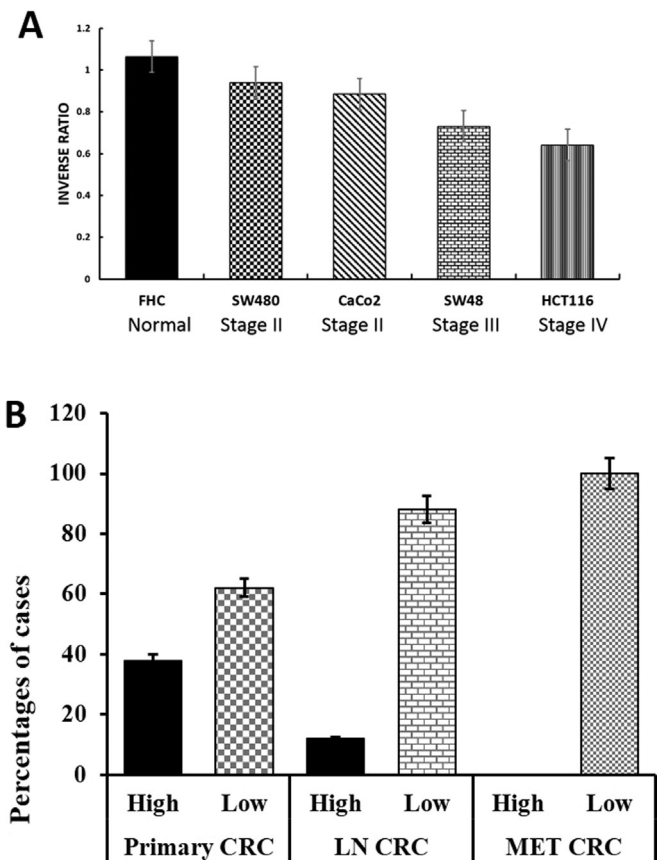 A
1.2
1
0.8
0.6
0.4
0.2
0
INVERSE RATIO
FHC SW480 CaCo2 SW48 HCT116
Normal Stage II Stage II Stage III Stage IV
B
120
100
80
60
40
20
0
Percentages of cases
High Low High Low High Low
Primary CRC LN CRC MET CRC